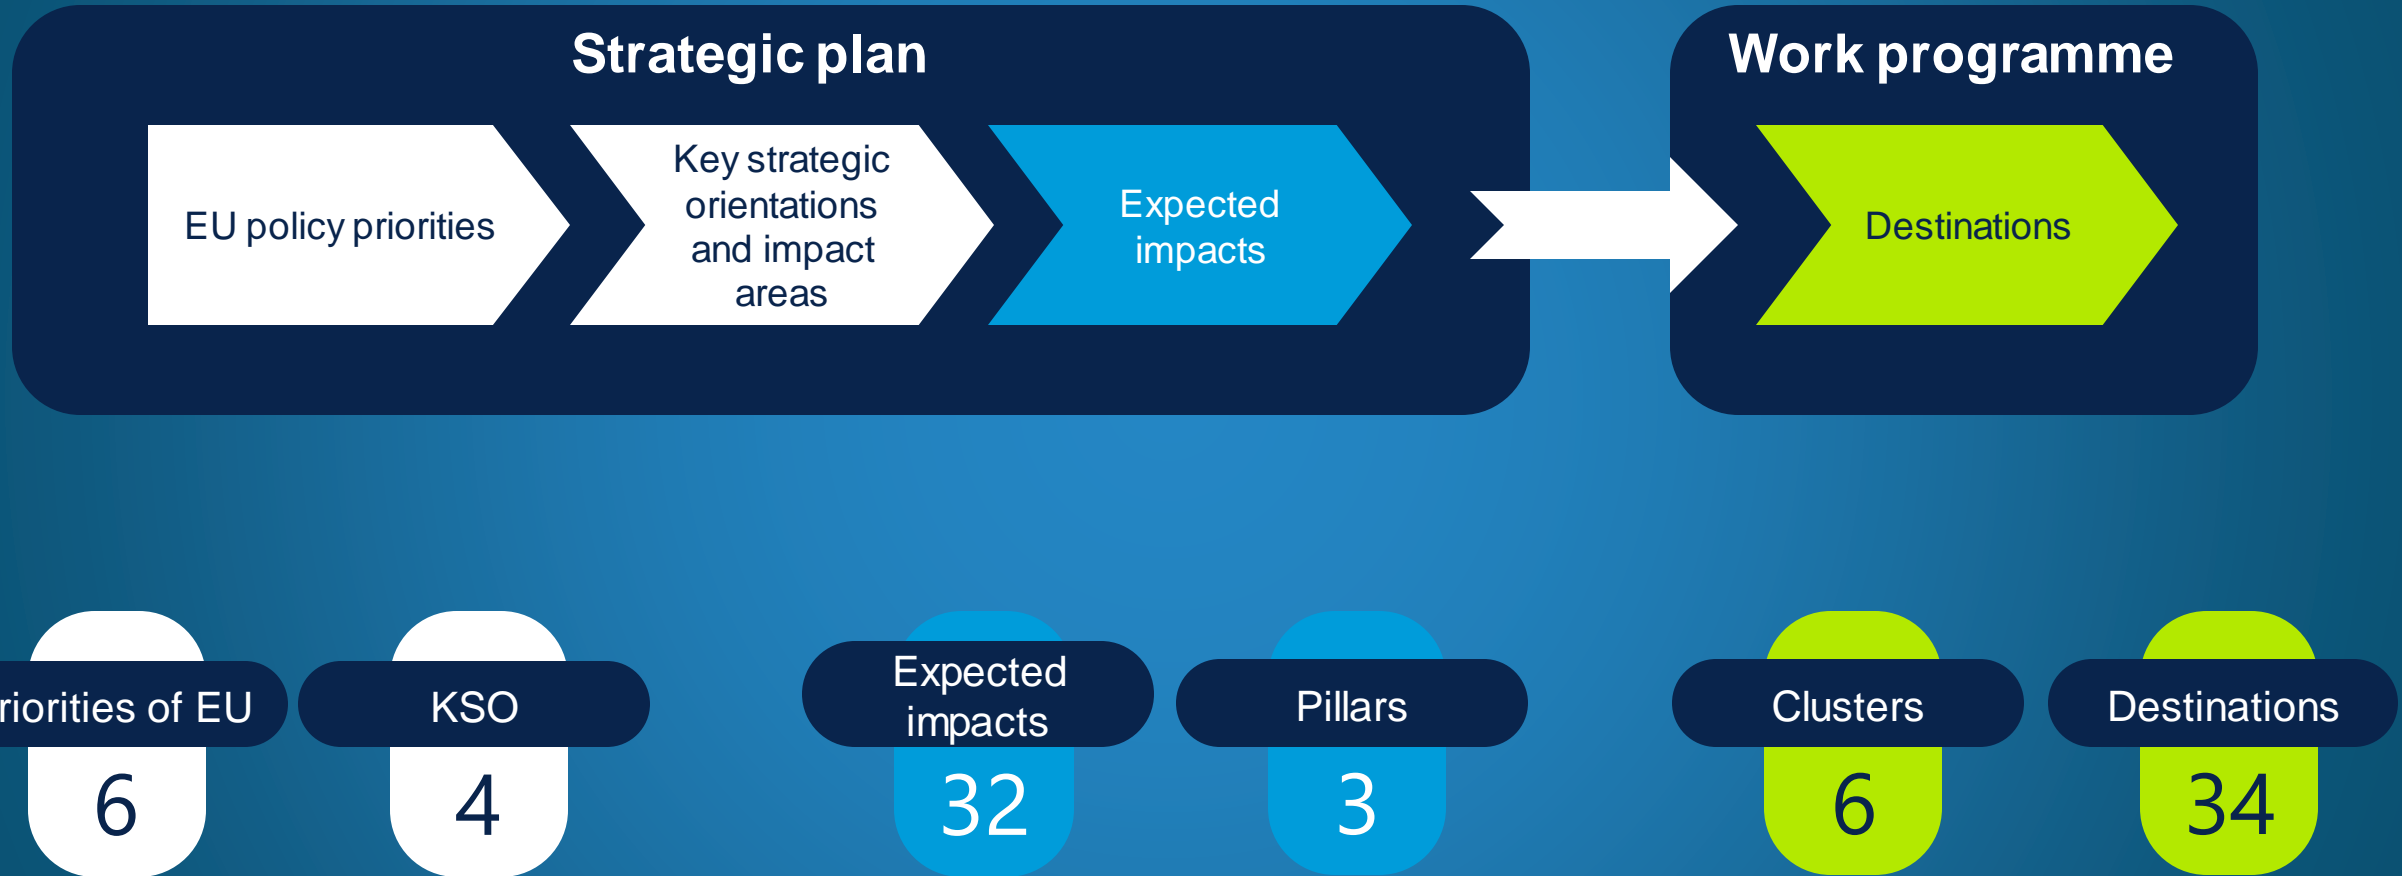 Strategic plan
Work programme
EU policy priorities
Key strategic
orientations
and impact
areas
Expected
impacts
Destinations
riorities of EU
KSO
Expected
impacts
Pillars
Clusters
Destinations
6
4
32
3
6
34